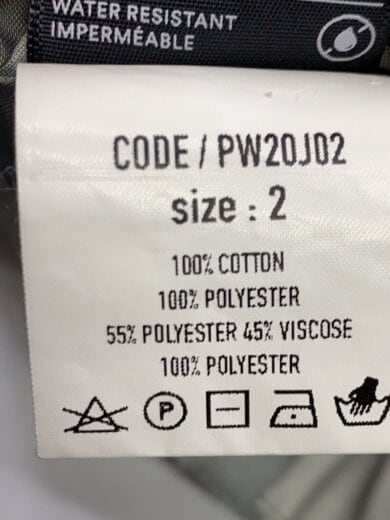 WATER RESISTANT
IMPERMÉABLE
CODE / PW20J02
size : 2
100% COTTON
100% POLYESTER
55% POLYESTER 45% VISCOSE
100% POLYESTER
P